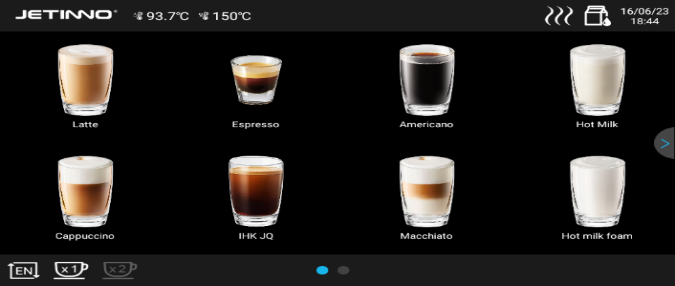 JETINNO® 93.7℃ 150℃ 16/06/23
18:44
Latte Espresso Americano Hot Milk
>
Cappuccino IHK JQ Macchiato Hot milk foam
EN x1 x2